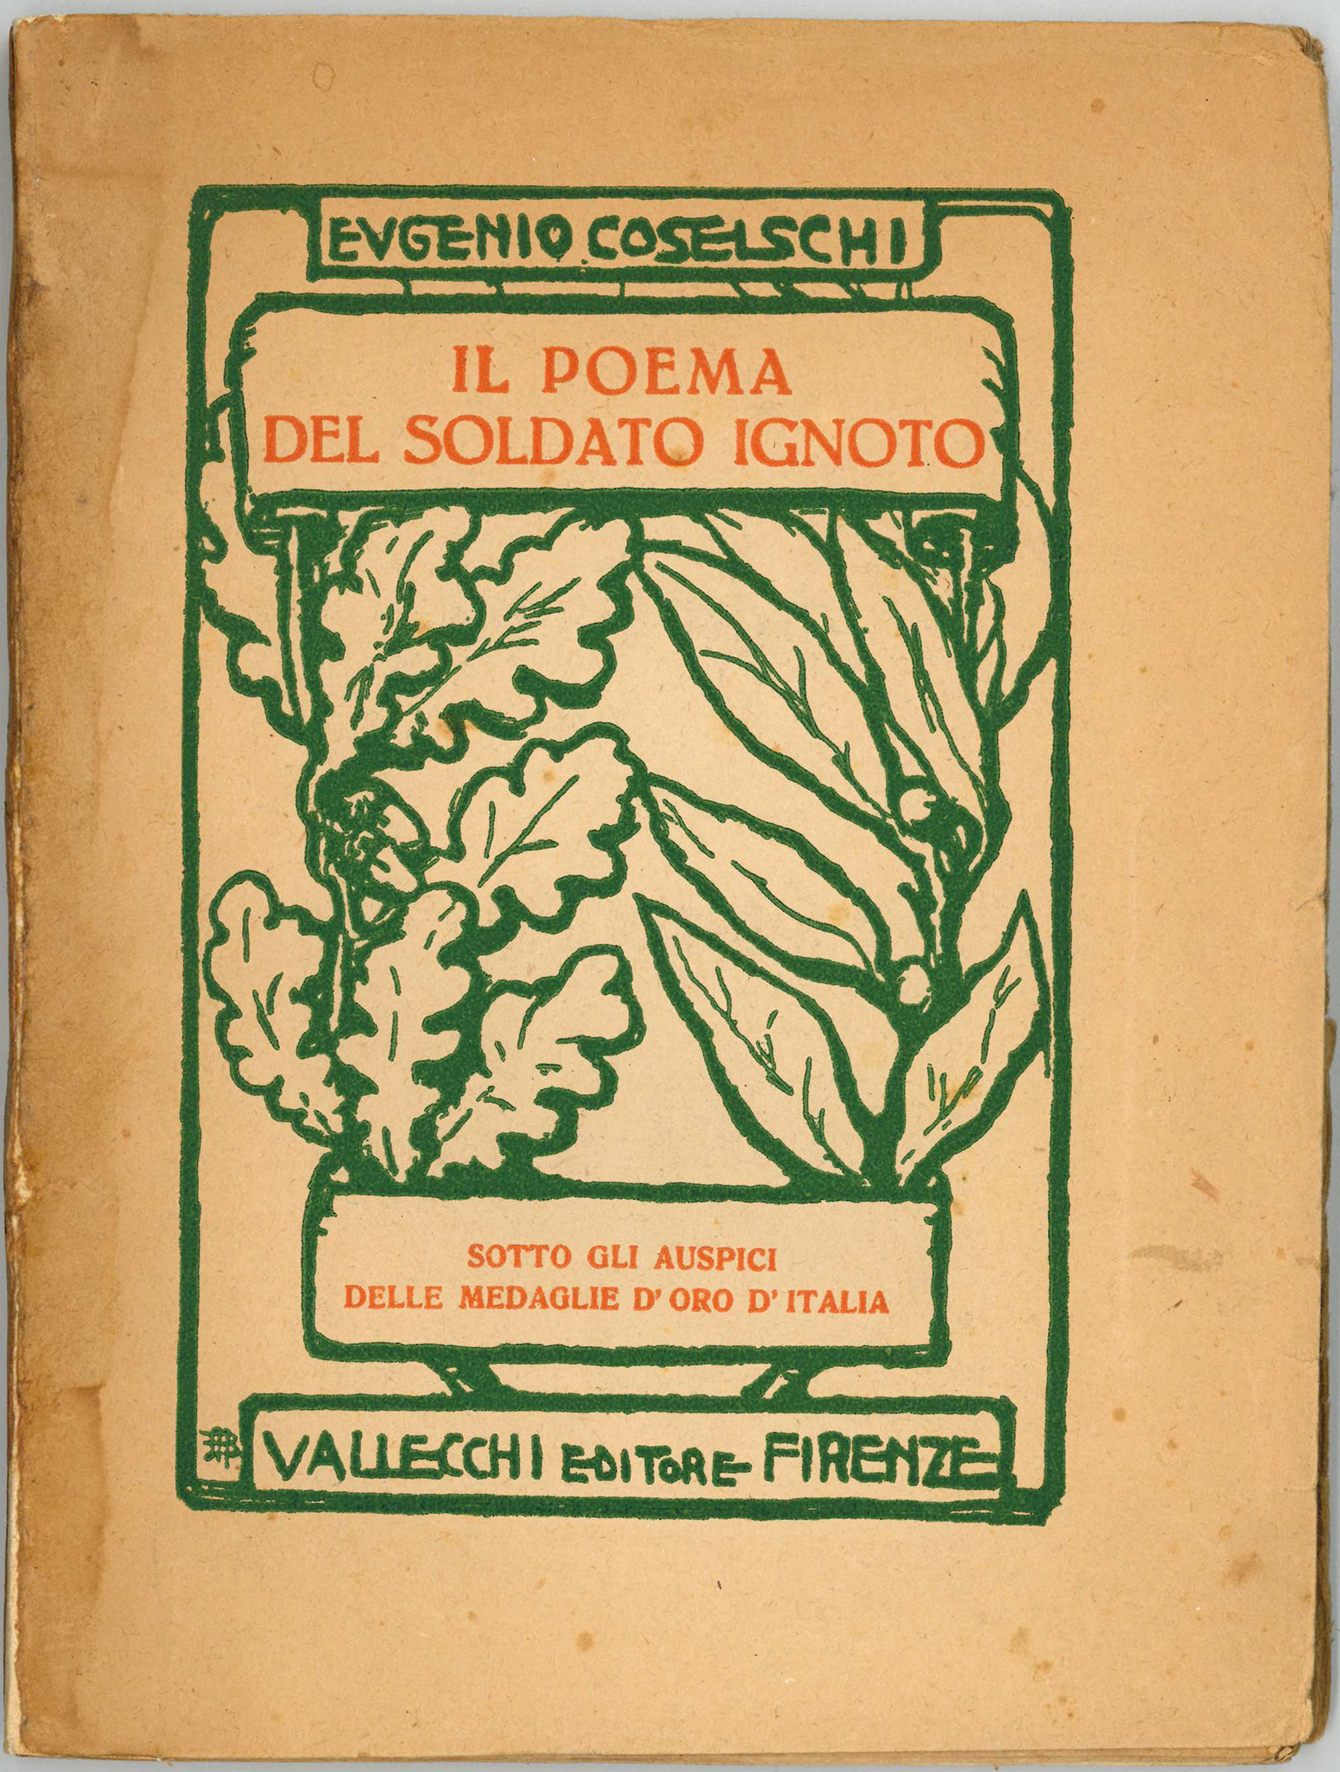 EVGENIO COSELSCHI
IL POEMA
DEL SOLDATO IGNOTO
SOTTO GLI AUSPICI
DELLE MEDAGLIE D'ORO D'ITALIA
VALLECCHI EDITORE FIRENZE